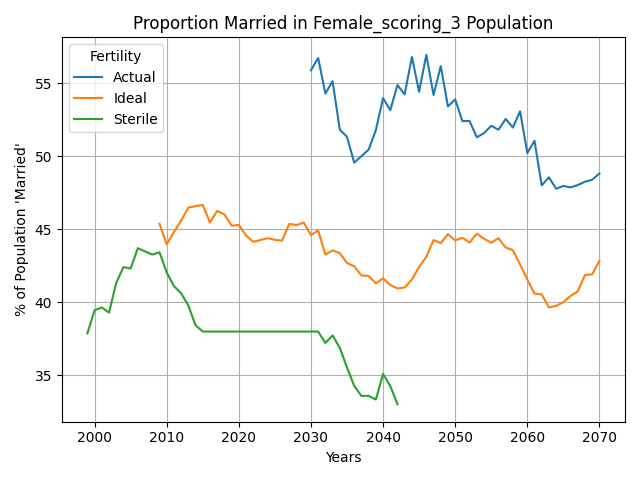 Proportion Married in Female_scoring_3 Population
Fertility
Actual
Ideal
Sterile
% of Population 'Married'
55
50
45
40
35
2000 2010 2020 2030 2040 2050 2060 2070
Years